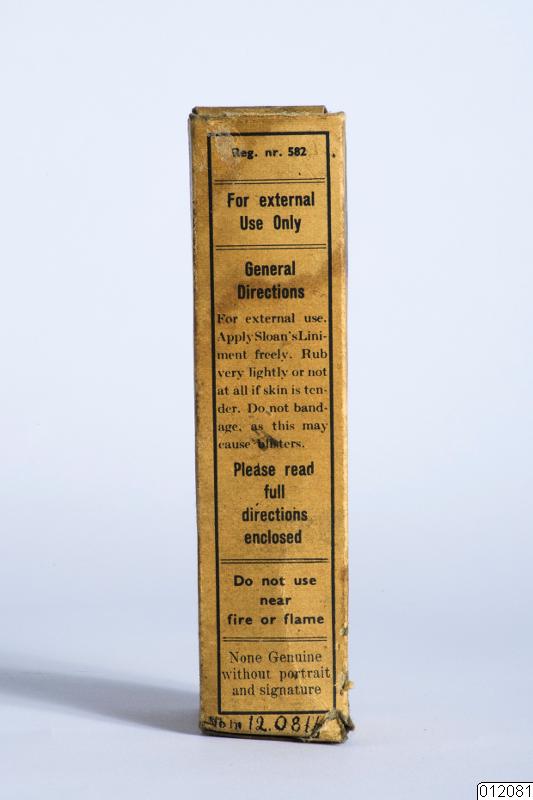 Reg. nr. 582
For external
Use Only
General
Directions
For external use.
Apply Sloan's Lini-
ment freely. Rub
very lightly or not
at all if skin is ten-
der. Do not band-
age, as this may
cause blisters.
Please read
full
directions
enclosed
Do not use
near
fire or flame
None Genuine
without portrait
and signature
12.081
012081